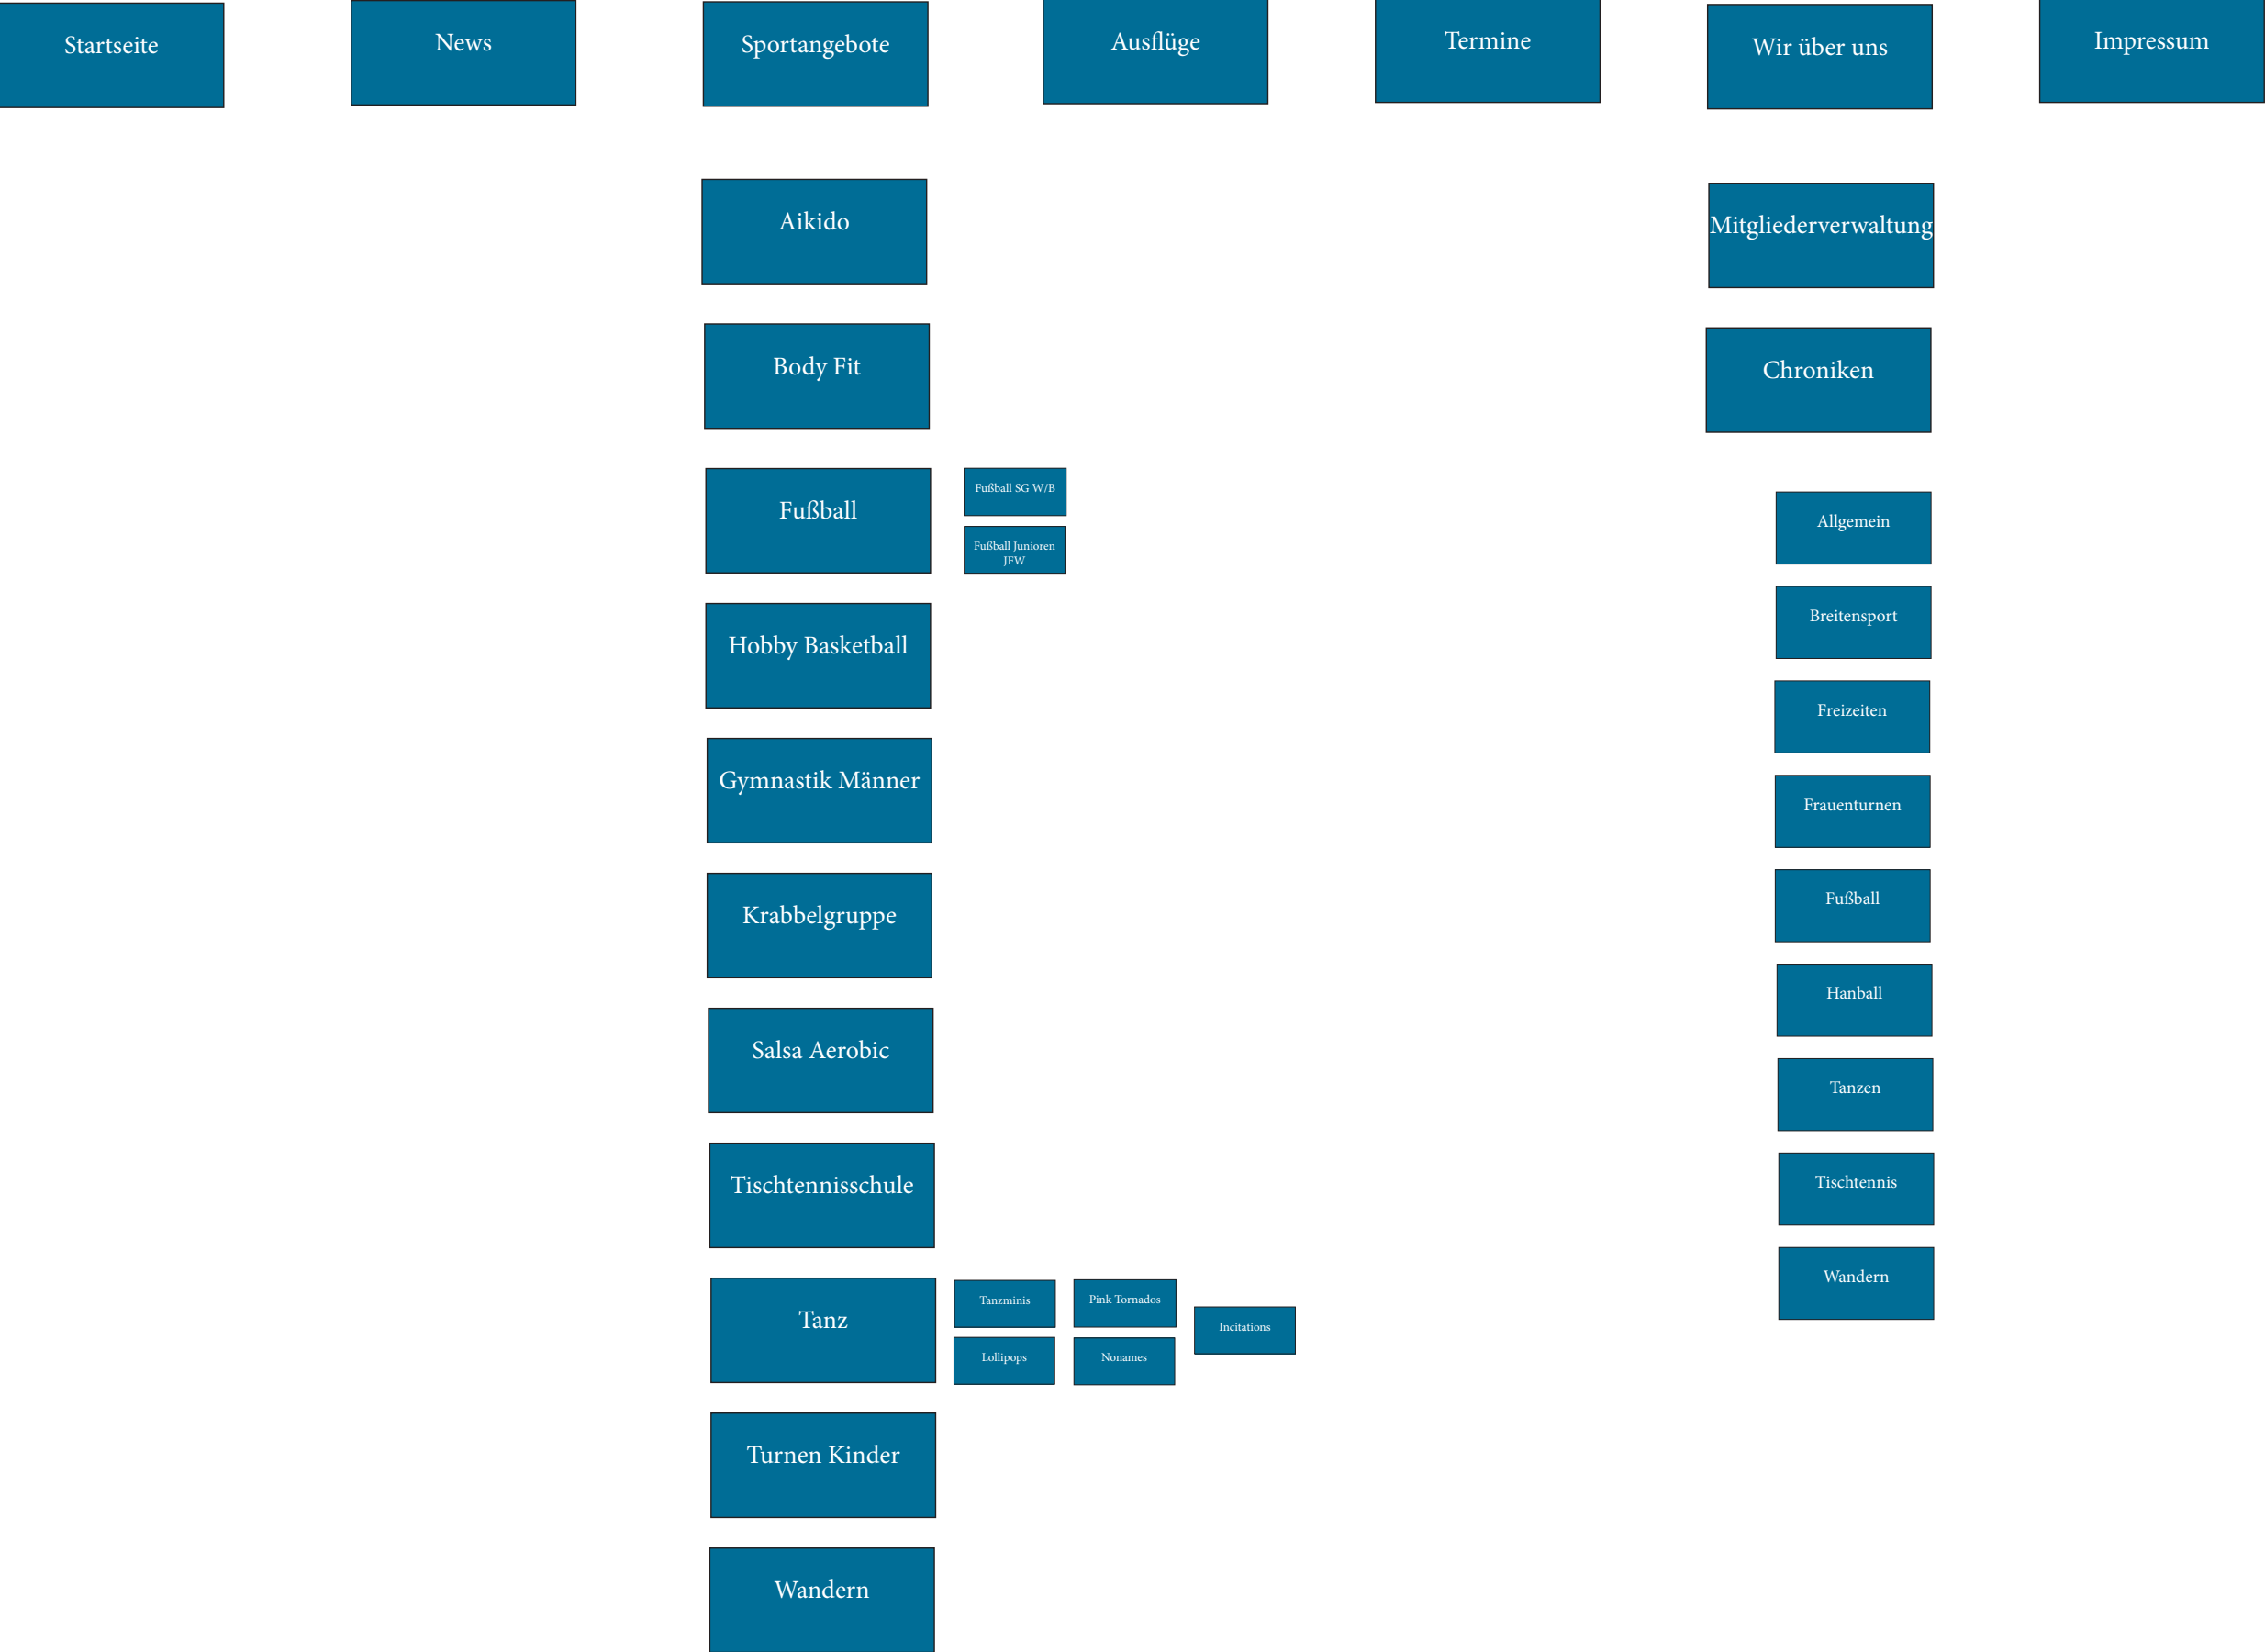 Startseite
News
Sportangebote
Ausflüge
Termine
Wir über uns
Impressum
Aikido
Body Fit
Fußball
Fußball SG W/B
Fußball Junioren
JFW
Hobby Basketball
Gymnastik Männer
Krabbelgruppe
Salsa Aerobic
Tischtennisschule
Tanz
Tanzminis
Pink Tornados
Incitations
Lollipops
Nonames
Turnen Kinder
Wandern
Mitgliederverwaltung
Chroniken
Allgemein
Breitensport
Freizeiten
Frauenturnen
Fußball
Hanball
Tanzen
Tischtennis
Wandern